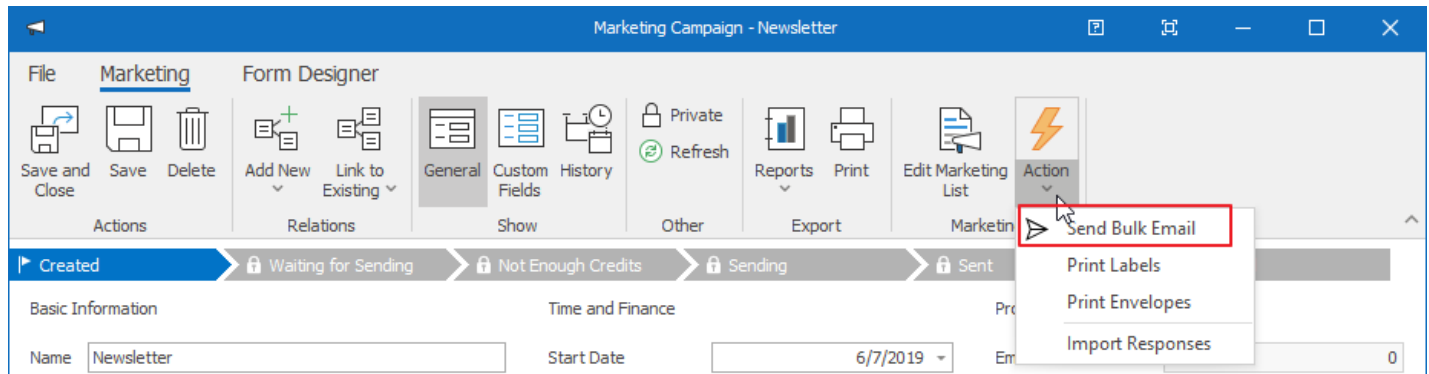 Marketing Campaign - Newsletter
File Marketing Form Designer
Save and Close
Save
Delete
Add New
Link to Existing
General
Custom Fields
History
Private
Refresh
Reports
Print
Edit Marketing List
Action
Actions Relations Show Other Export Marketin
Send Bulk Email
Print Labels
Print Envelopes
Import Responses
Created Waiting for Sending Not Enough Credits Sending Sent
Basic Information Time and Finance Pro
Name Newsletter Start Date 6/7/2019 Em 0